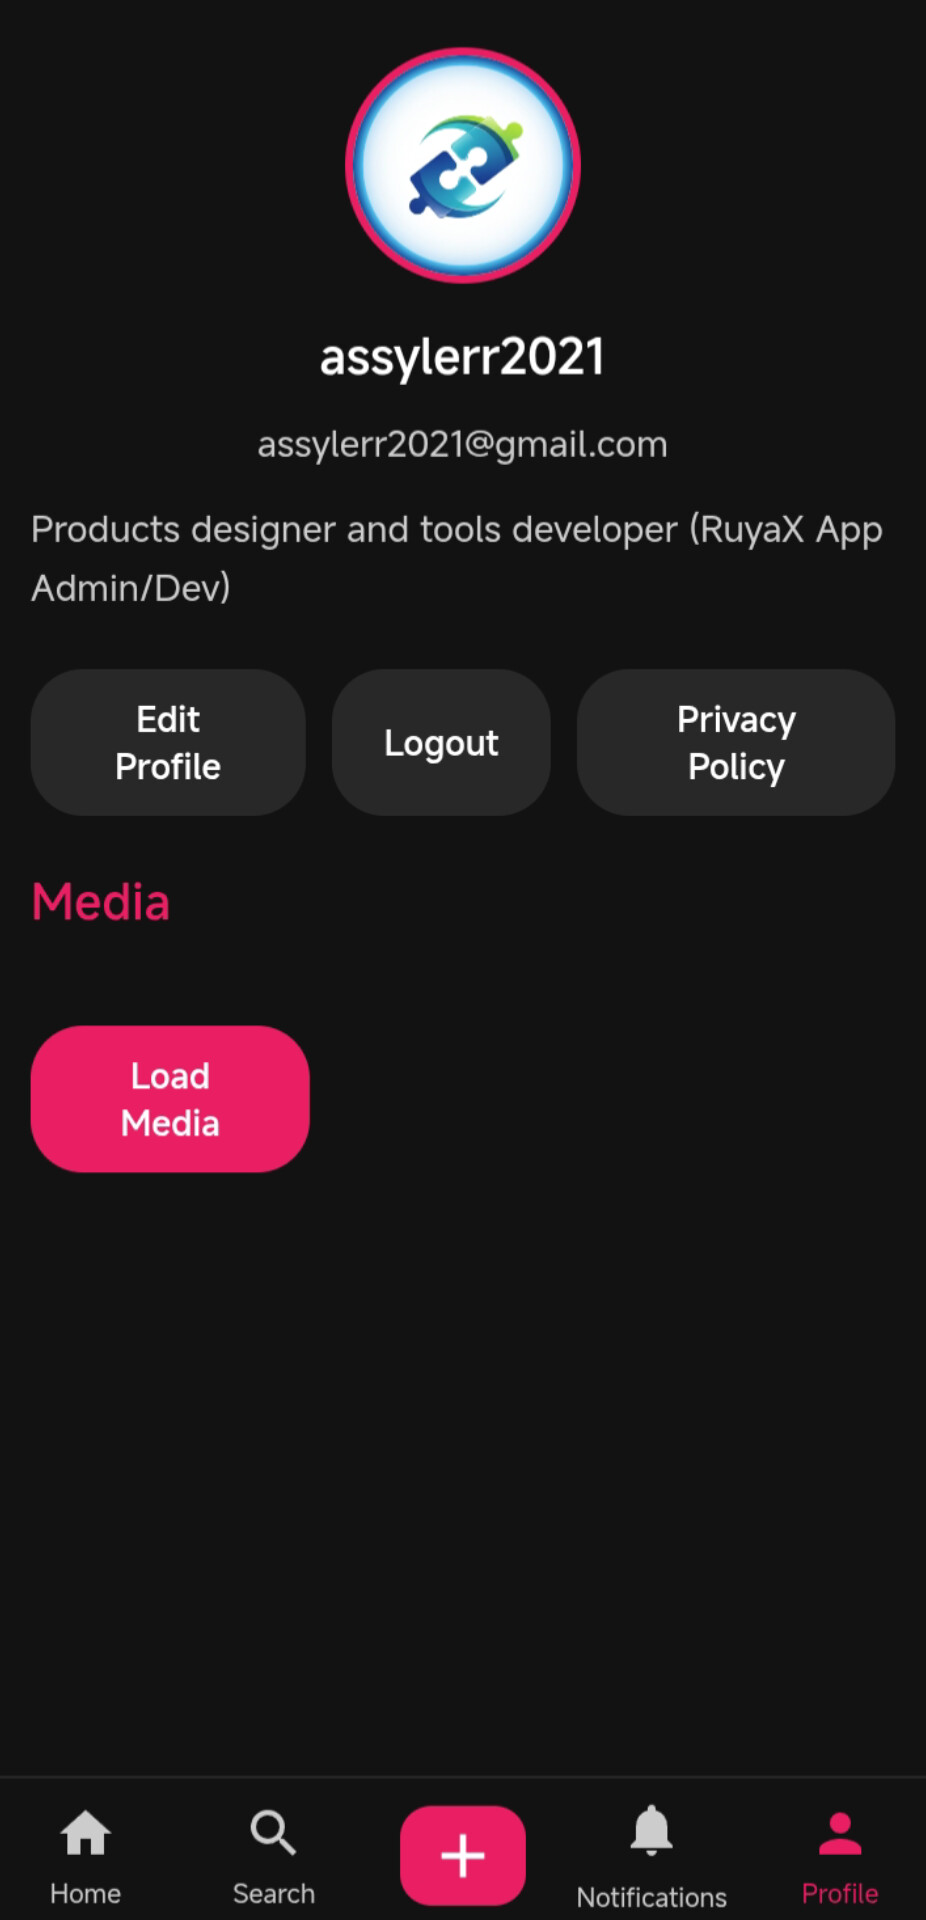 assylerr2021
assylerr2021@gmail.com
Products designer and tools developer (RuyaX App
Admin/Dev)
Edit
Profile
Logout
Privacy
Policy
Media
Load
Media
Home
Search
Notifications
Profile